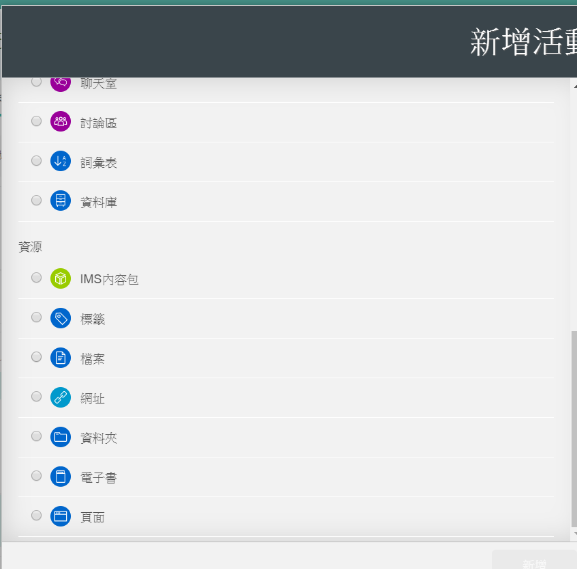 新增活動
聊天室
討論區
詞彙表
資料庫
資源
IMS內容包
標籤
檔案
網址
資料夾
電子書
頁面
新增